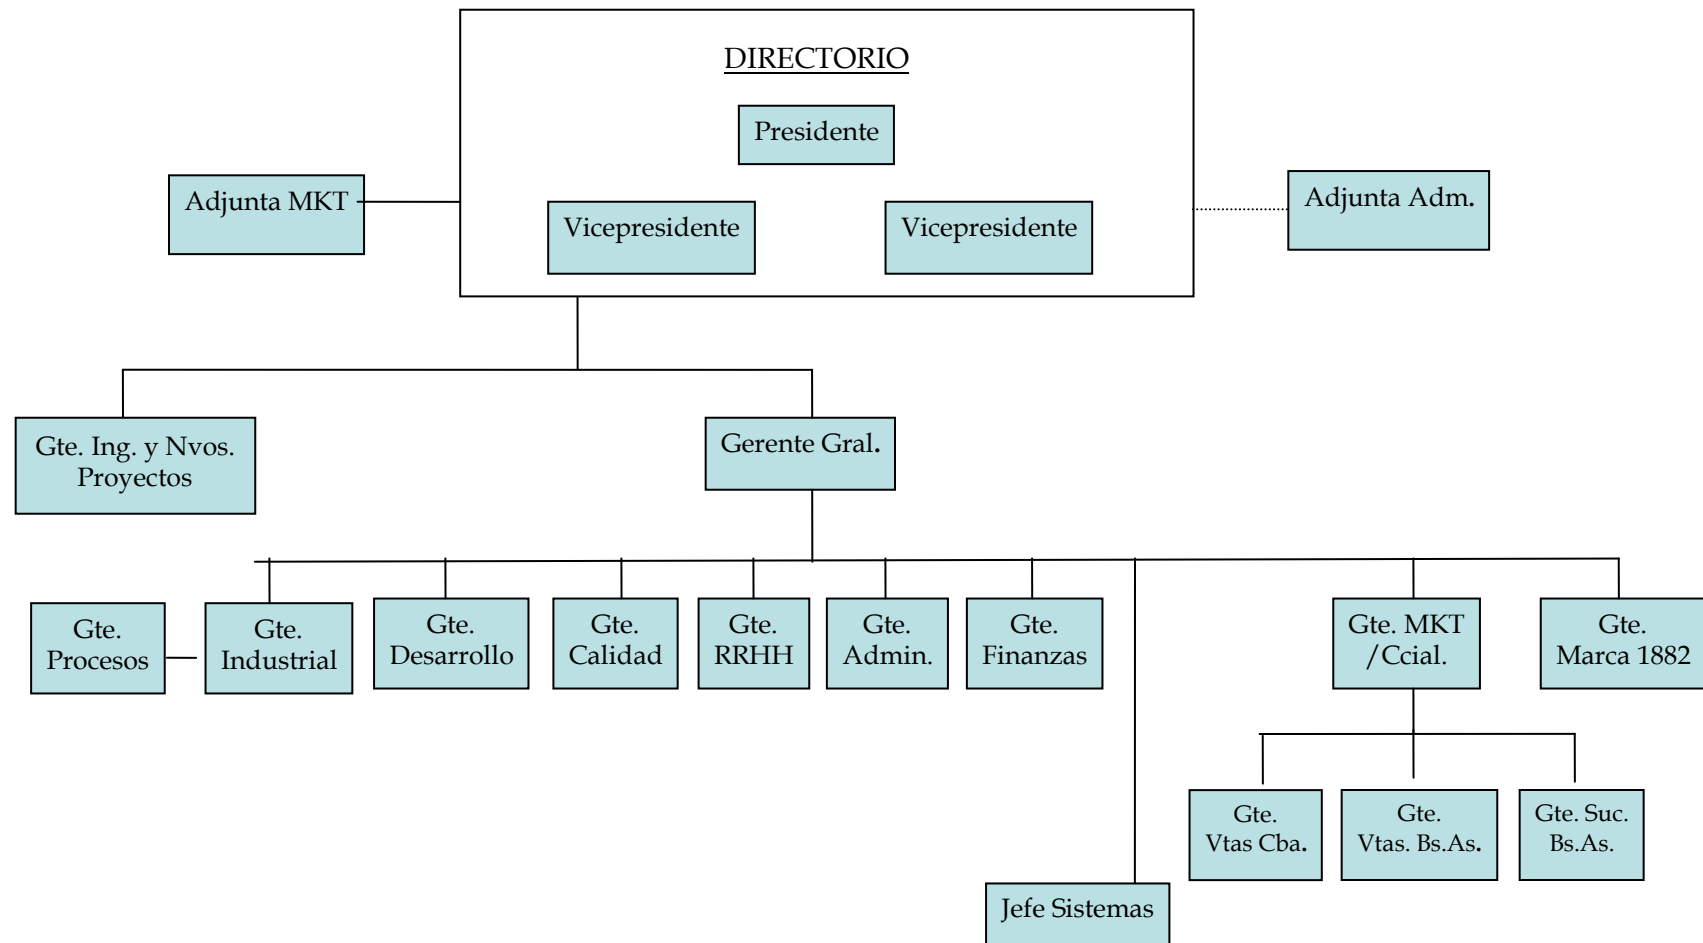 DIRECTORIO
Presidente
Adjunta MKT
Vicepresidente
Vicepresidente
Adjunta Adm.
Gte. Ing. y Nvos.
Proyectos
Gerente Gral.
Gte.
Procesos
Gte.
Industrial
Gte.
Desarrollo
Gte.
Calidad
Gte.
RRHH
Gte.
Admin.
Gte.
Finanzas
Gte. MKT
/Ccial.
Gte.
Marca 1882
Gte.
Vtas Cba.
Gte.
Vtas. Bs.As.
Gte. Suc.
Bs.As.
Jefe Sistemas